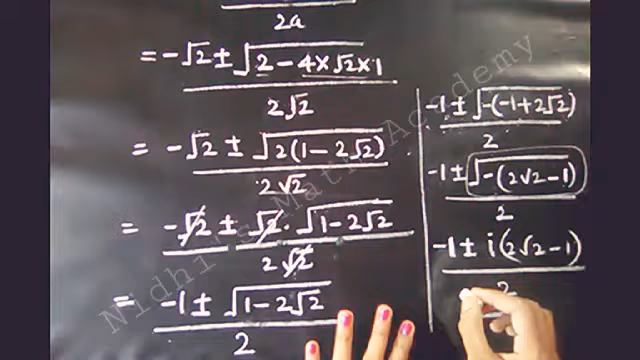 2a
= -√2 ± √(2 - 4×√2×1) / 2√2
= -√2 ± √(2(1 - 2√2)) / 2√2
= -√2 ± √2 · √(1 - 2√2) / 2√2
= -1 ± √(1 - 2√2) / 2
-1 ± √(-(-1+2√2)) / 2
-1 ± √(-(2√2-1)) / 2
-1 ± i(2√2-1) / 2
Nidhi's Math Academy